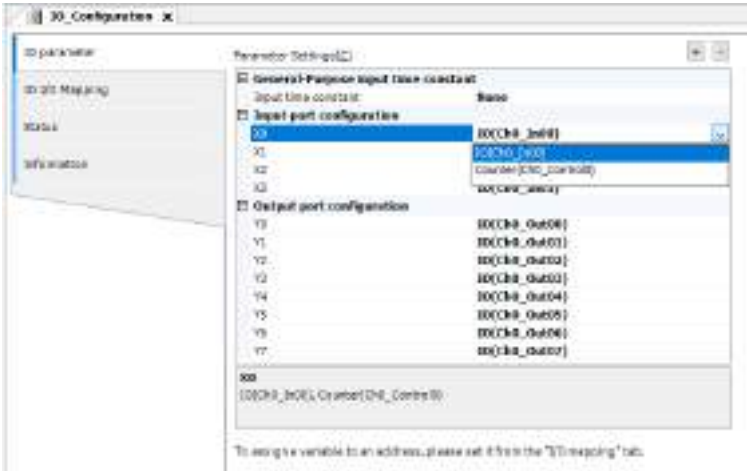 IO_Configuration x
IO parameter
IO I/O Mapping
Status
Information
Parameter Settings(C)
General-Purpose input time constant
Input time constant None
Input port configuration
X0 IO(Ch0_In00)
X1 IO(Ch0_In00)
X2 Counter(Ch0_Control0)
X3
Output port configuration
Y0 IO(Ch0_Out00)
Y1 IO(Ch0_Out01)
Y2 IO(Ch0_Out02)
Y3 IO(Ch0_Out03)
Y4 IO(Ch0_Out04)
Y5 IO(Ch0_Out05)
Y6 IO(Ch0_Out06)
Y7 IO(Ch0_Out07)
X0
IO(Ch0_In00), Counter(Ch0_Control0)
To assign a variable to an address, please set it from the "I/O mapping" tab.